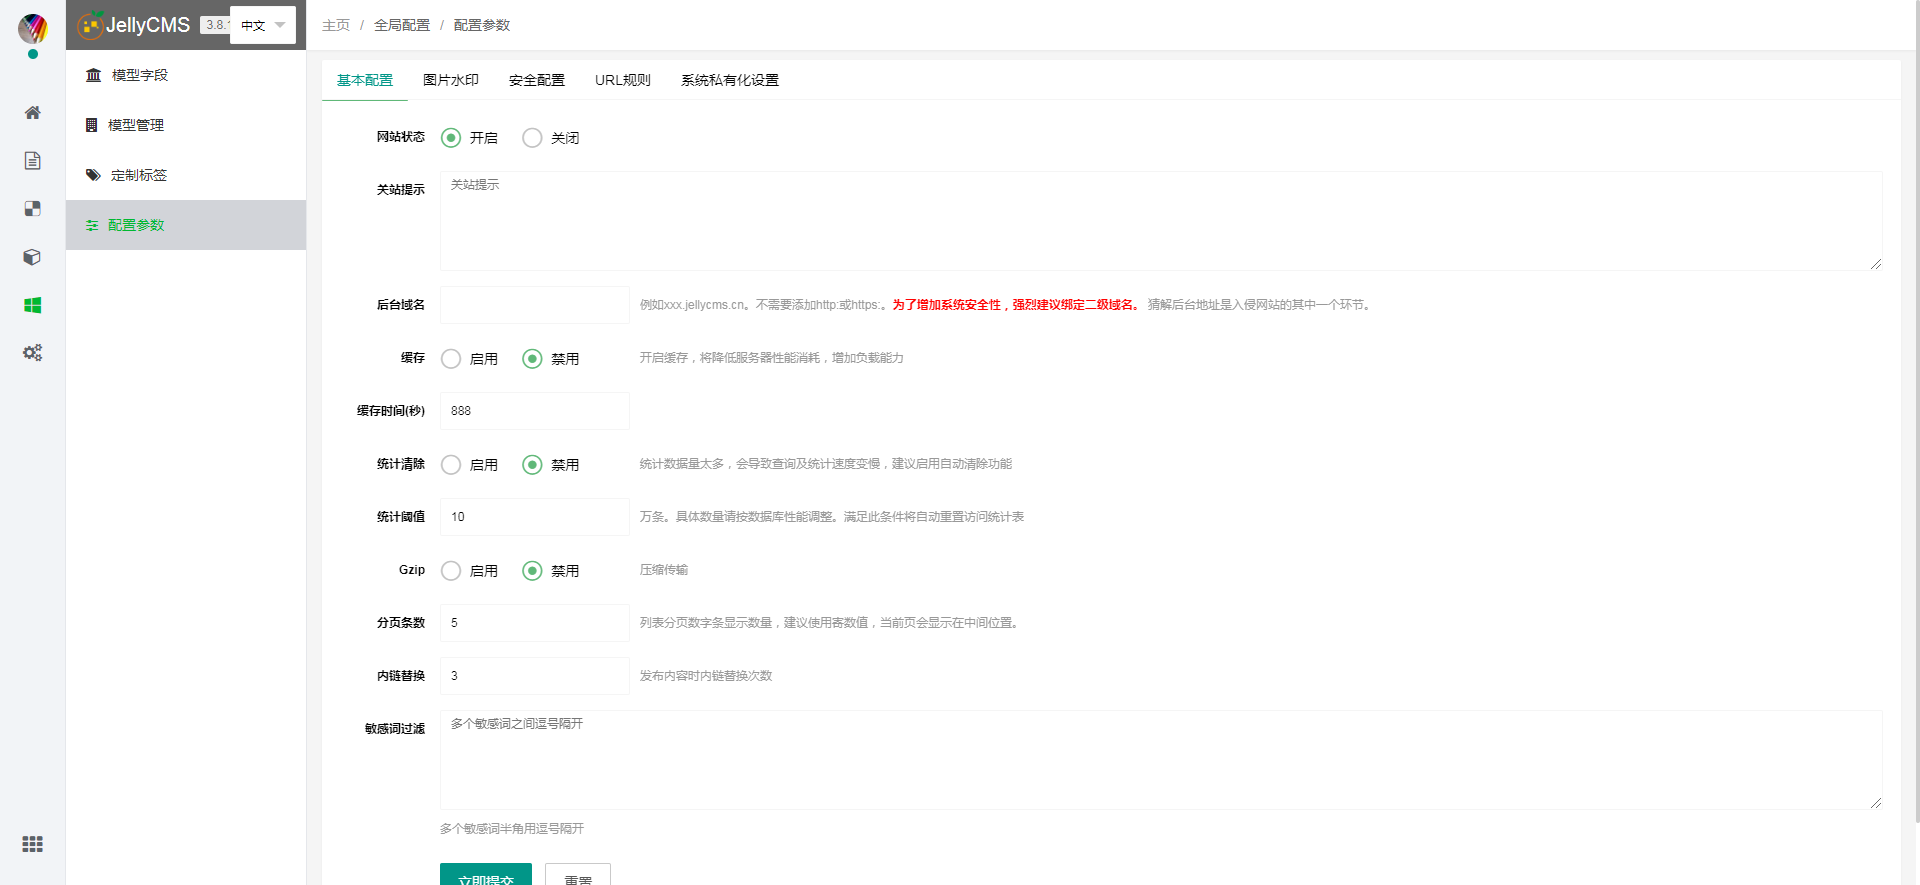 JellyCMS 3.8. 中文
主页 / 全局配置 / 配置参数
模型字段
模型管理
定制标签
配置参数
基本配置 图片水印 安全配置 URL规则 系统私有化设置
网站状态 开启 关闭
关站提示 关站提示
后台域名 例如xxx.jellycms.cn。不需要添加http:或https:。为了增加系统安全性，强烈建议绑定二级域名。 猜解后台地址是入侵网站的其中一个环节。
缓存 启用 禁用 开启缓存，将降低服务器性能消耗，增加负载能力
缓存时间(秒) 888
统计清除 启用 禁用 统计数据量太多，会导致查询及统计速度变慢，建议启用自动清除功能
统计阈值 10 万条。具体数量请按数据库性能调整。满足此条件将自动重置访问统计表
Gzip 启用 禁用 压缩传输
分页条数 5 列表分页数字条显示数量，建议使用寄数值，当前页会显示在中间位置。
内链替换 3 发布内容时内链替换次数
敏感词过滤 多个敏感词之间逗号隔开
多个敏感词半角用逗号隔开
立即提交 重置